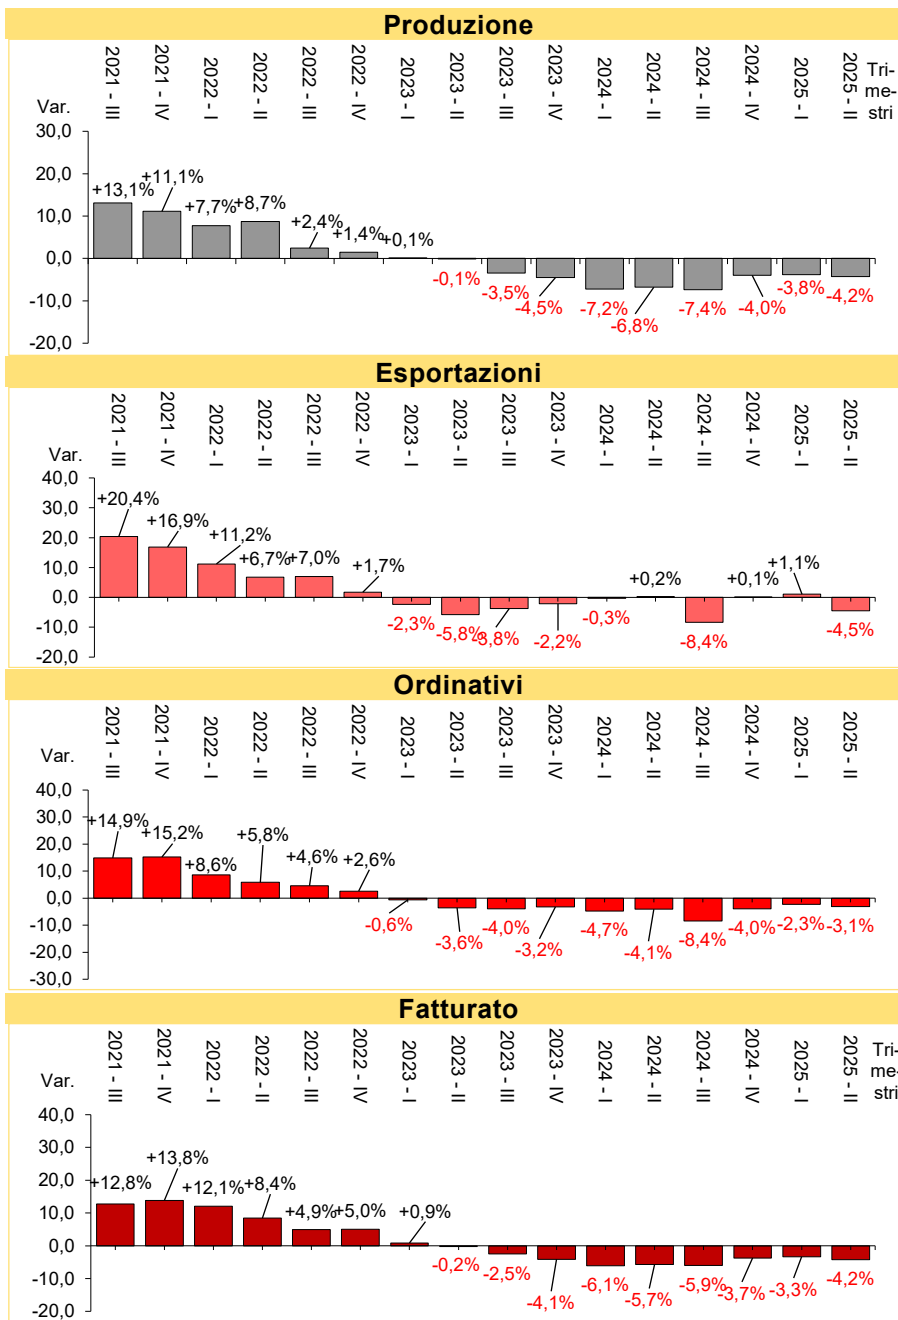 Produzione
2021 - III
2021 - IV
2022 - I
2022 - II
2022 - III
2022 - IV
2023 - I
2023 - II
2023 - III
2023 - IV
2024 - I
2024 - II
2024 - III
2024 - IV
2025 - I
2025 - II
Tri-
me-
stri
Var.
30,0
20,0
10,0
0,0
-10,0
-20,0
+13,1%
+11,1%
+7,7%
+8,7%
+2,4%
+1,4%
+0,1%
-0,1%
-3,5%
-4,5%
-7,2%
-6,8%
-7,4%
-4,0%
-3,8%
-4,2%
Esportazioni
2021 - III
2021 - IV
2022 - I
2022 - II
2022 - III
2022 - IV
2023 - I
2023 - II
2023 - III
2023 - IV
2024 - I
2024 - II
2024 - III
2024 - IV
2025 - I
2025 - II
Var.
40,0
30,0
20,0
10,0
0,0
-10,0
-20,0
+20,4%
+16,9%
+11,2%
+6,7%
+7,0%
+1,7%
-2,3%
-5,8%
-3,8%
-2,2%
-0,3%
+0,2%
-8,4%
+0,1%
+1,1%
-4,5%
Ordinativi
2021 - III
2021 - IV
2022 - I
2022 - II
2022 - III
2022 - IV
2023 - I
2023 - II
2023 - III
2023 - IV
2024 - I
2024 - II
2024 - III
2024 - IV
2025 - I
2025 - II
Var.
40,0
30,0
20,0
10,0
0,0
-10,0
-20,0
-30,0
+14,9%
+15,2%
+8,6%
+5,8%
+4,6%
+2,6%
-0,6%
-3,6%
-4,0%
-3,2%
-4,7%
-4,1%
-8,4%
-4,0%
-2,3%
-3,1%
Fatturato
2021 - III
2021 - IV
2022 - I
2022 - II
2022 - III
2022 - IV
2023 - I
2023 - II
2023 - III
2023 - IV
2024 - I
2024 - II
2024 - III
2024 - IV
2025 - I
2025 - II
Tri-
me-
stri
Var.
40,0
30,0
20,0
10,0
0,0
-10,0
-20,0
+12,8%
+13,8%
+12,1%
+8,4%
+4,9%
+5,0%
+0,9%
-0,2%
-2,5%
-4,1%
-6,1%
-5,7%
-5,9%
-3,7%
-3,3%
-4,2%